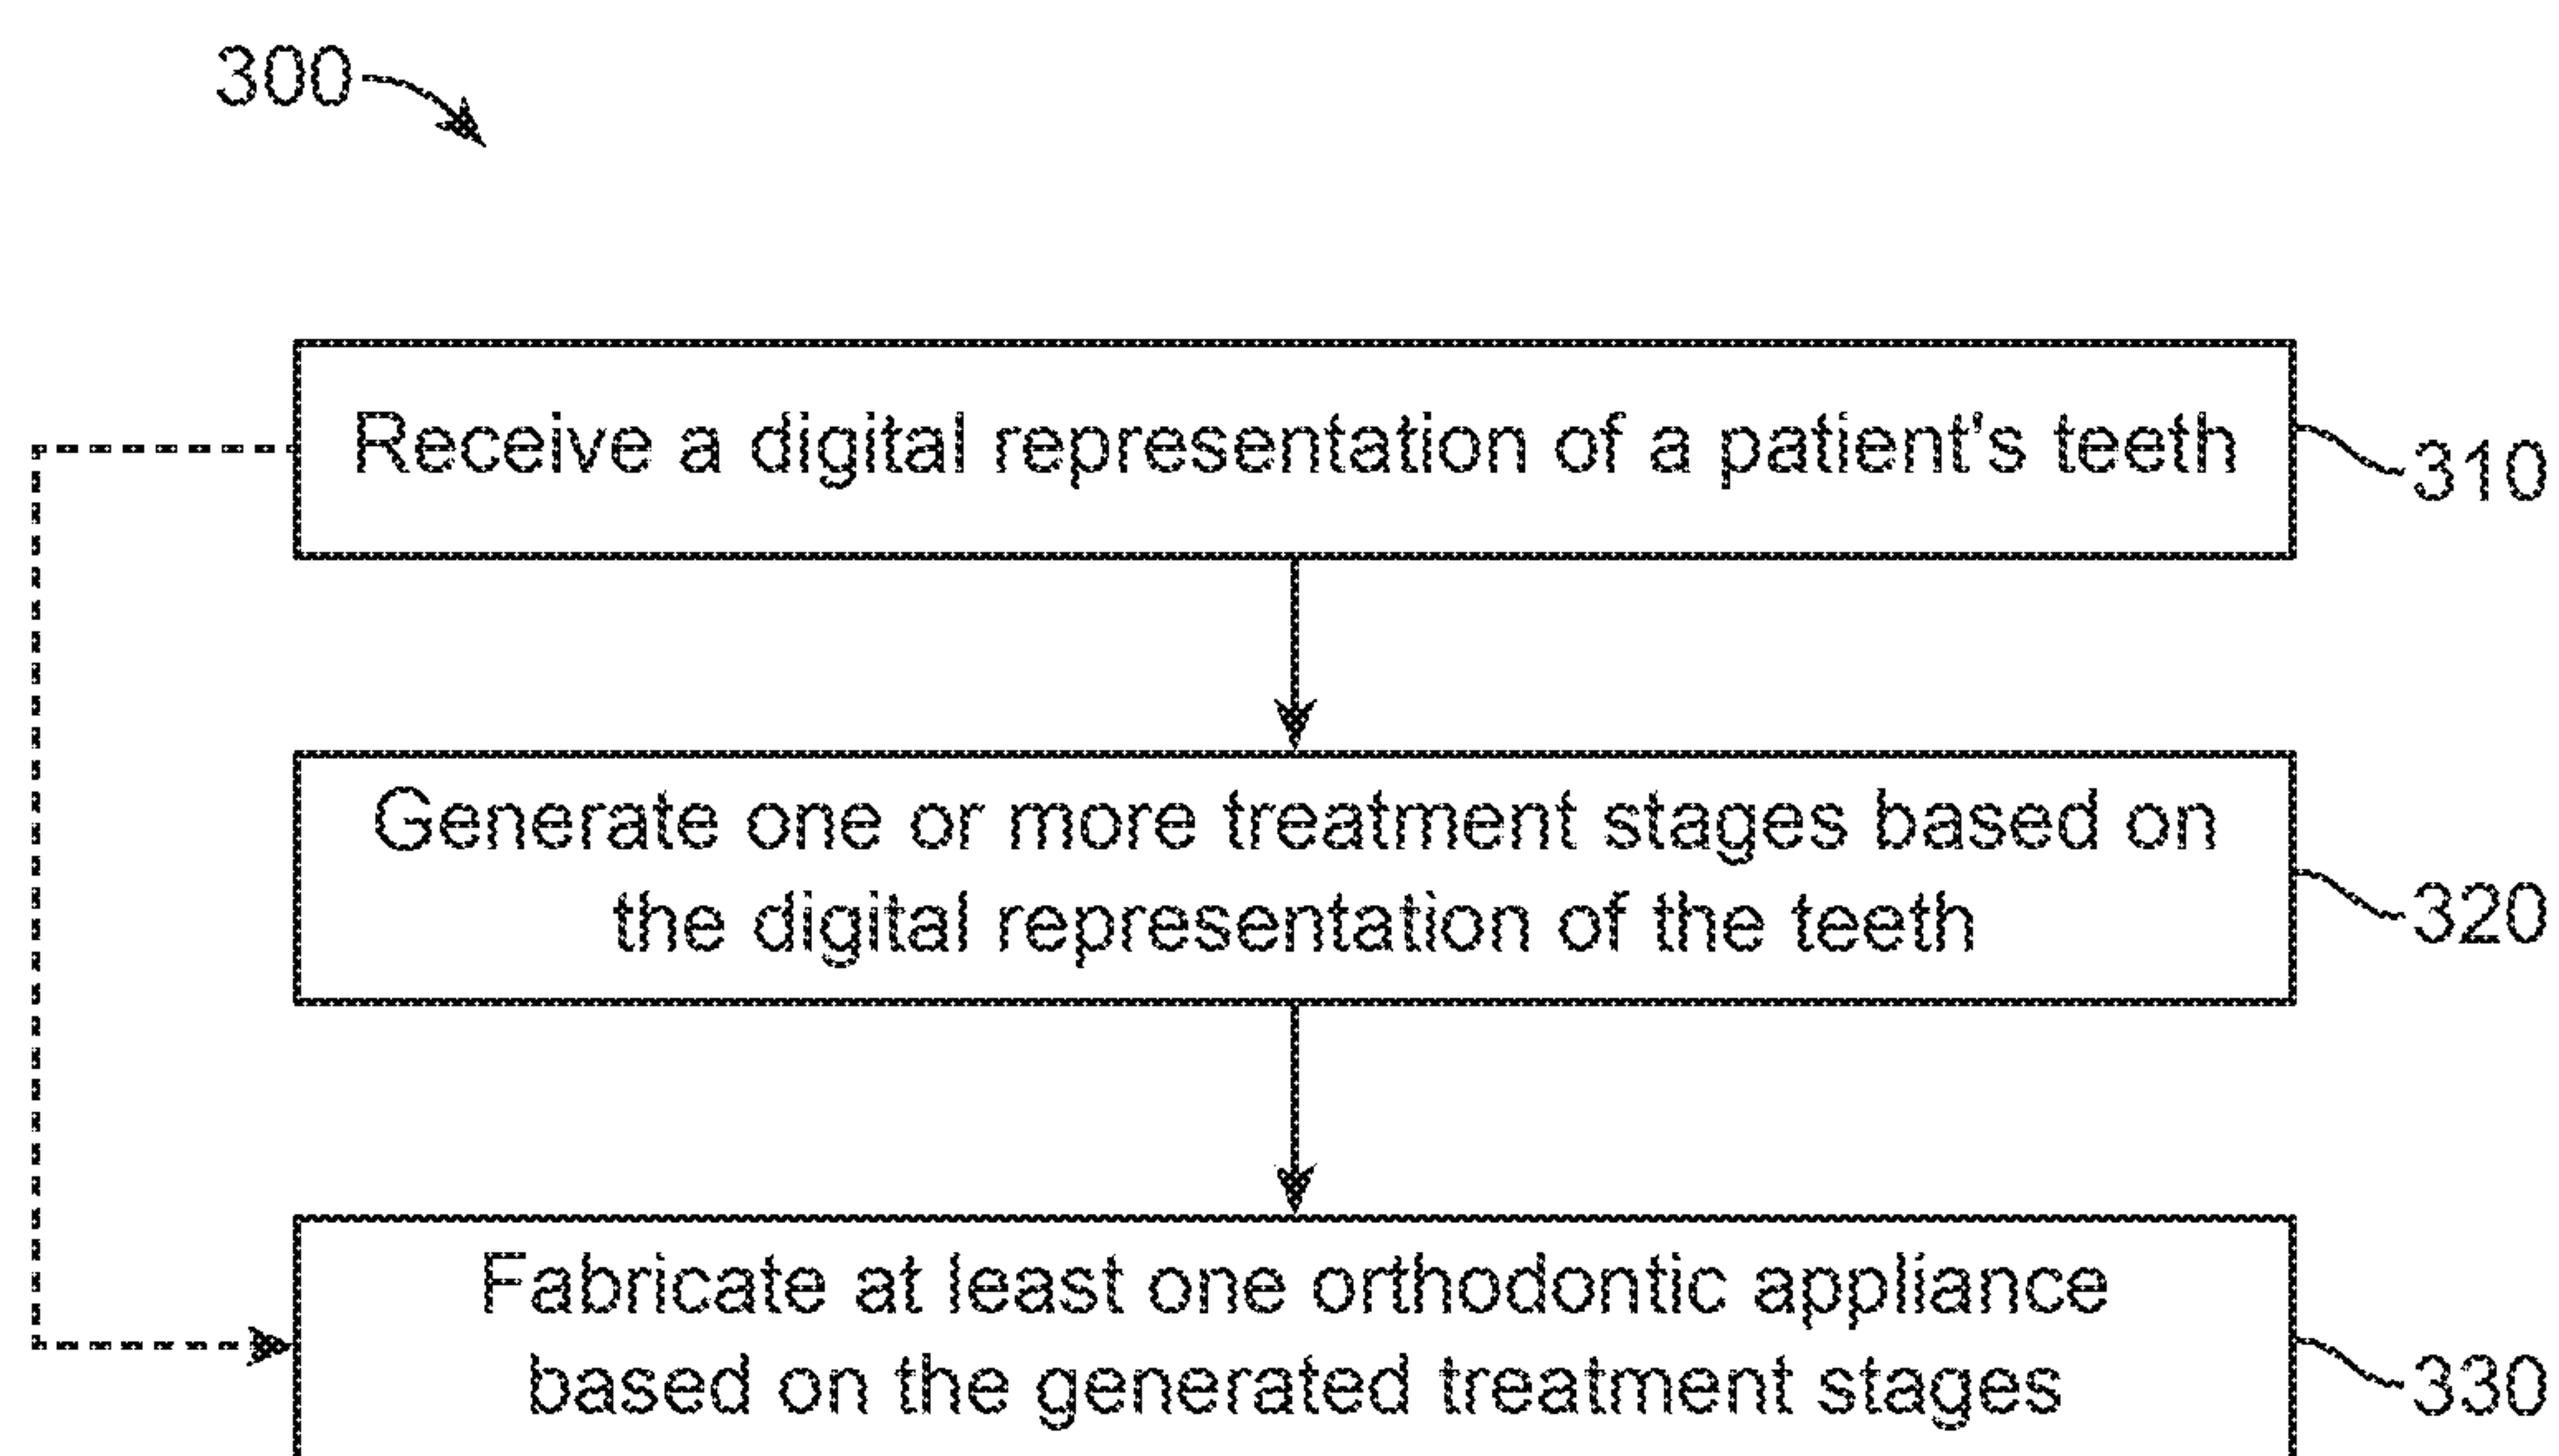 300
Receive a digital representation of a patient's teeth
310
Generate one or more treatment stages based on
the digital representation of the teeth
320
Fabricate at least one orthodontic appliance
based on the generated treatment stages
330